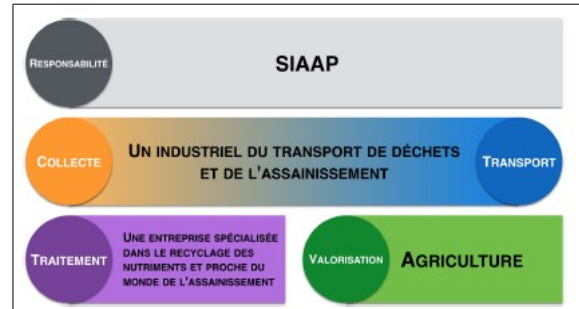 RESPONSABILITÉ
SIAAP
COLLECTE
UN INDUSTRIEL DU TRANSPORT DE DÉCHETS
ET DE L'ASSAINISSEMENT
TRANSPORT
TRAITEMENT
UNE ENTREPRISE SPÉCIALISÉE
DANS LE RECYCLAGE DES
NUTRIMENTS ET PROCHE DU
MONDE DE L'ASSAINISSEMENT
VALORISATION
AGRICULTURE